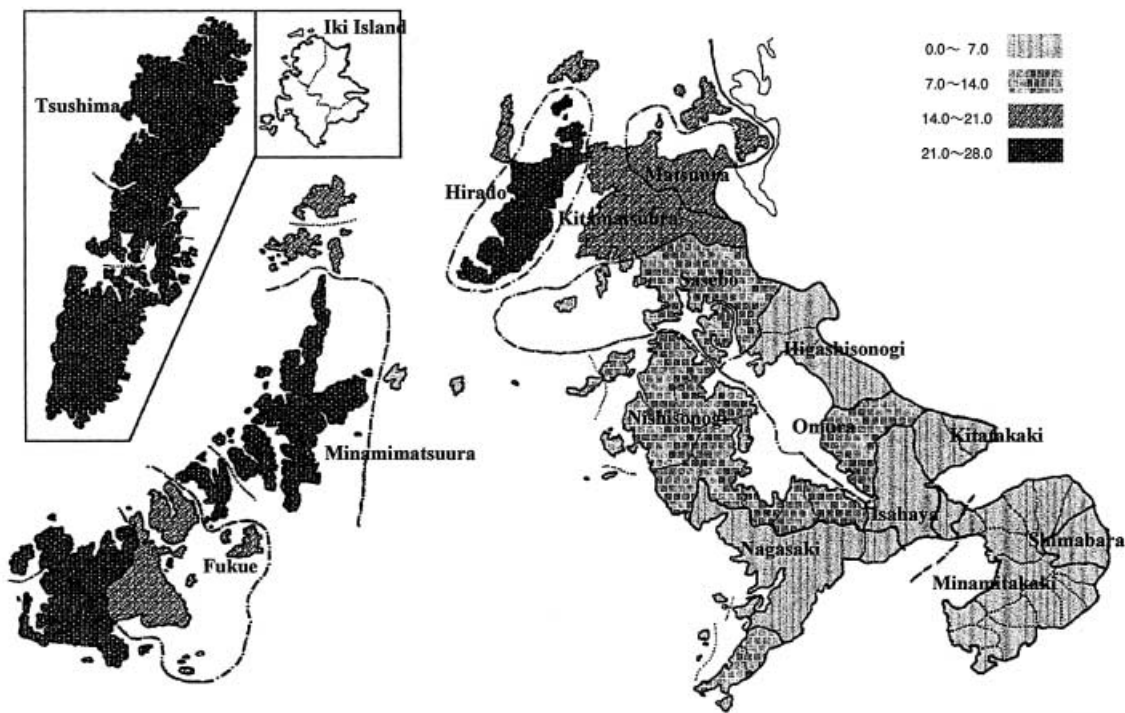 Iki Island
Tsushima
0.0~ 7.0
7.0~14.0
14.0~21.0
21.0~28.0
Hirado
Matsuura
Kitamatsuura
Sasebo
Higashisonogi
Nishisonogi
Omora
Kitatakaki
Minamimatsuura
Isahaya
Nagasaki
Shimabara
Fukue
Minamitakaki